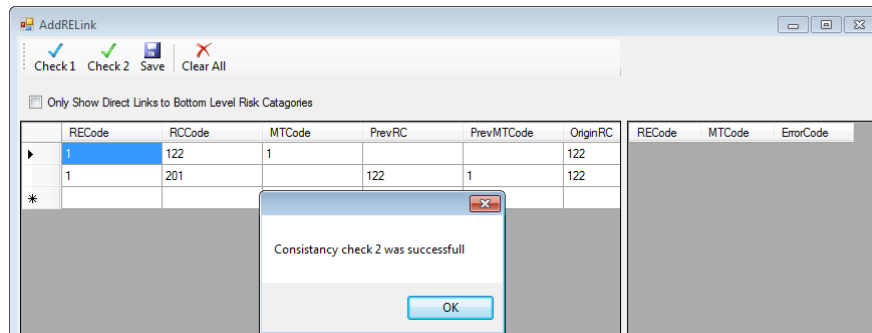 AddRELink
Check 1 Check 2 Save Clear All
Only Show Direct Links to Bottom Level Risk Catagories
RECode RCCode MTCode PrevRC PrevMTCode OriginRC RECode MTCode ErrorCode
1 122 1 122
1 201 122 1 122
Consistancy check 2 was successfull
OK